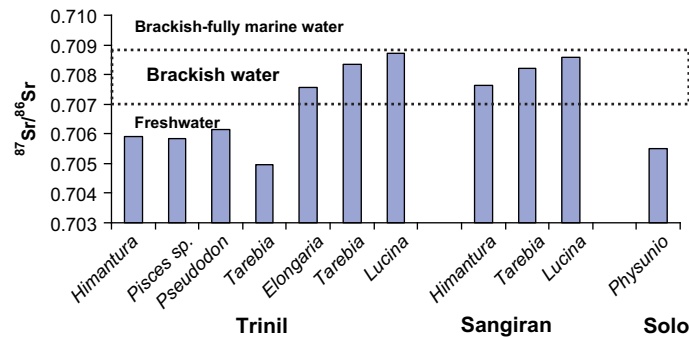 Brackish-fully marine water
Brackish water
Freshwater
⁸⁷Sr/⁸⁶Sr
0.710
0.709
0.708
0.707
0.706
0.705
0.704
0.703
Himantura
Pisces sp.
Pseudodon
Tarebia
Elongaria
Tarebia
Lucina
Himantura
Tarebia
Lucina
Physunio
Trinil
Sangiran
Solo